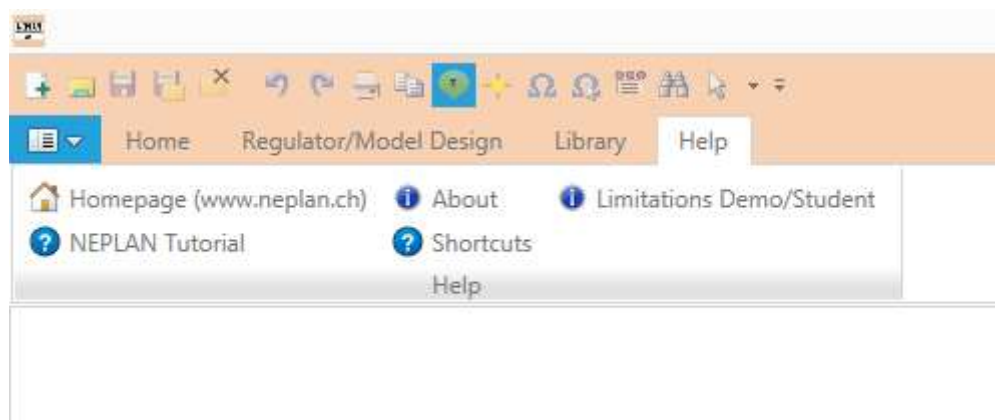 Home Regulator/Model Design Library Help
Homepage (www.neplan.ch) About Limitations Demo/Student
NEPLAN Tutorial Shortcuts
Help